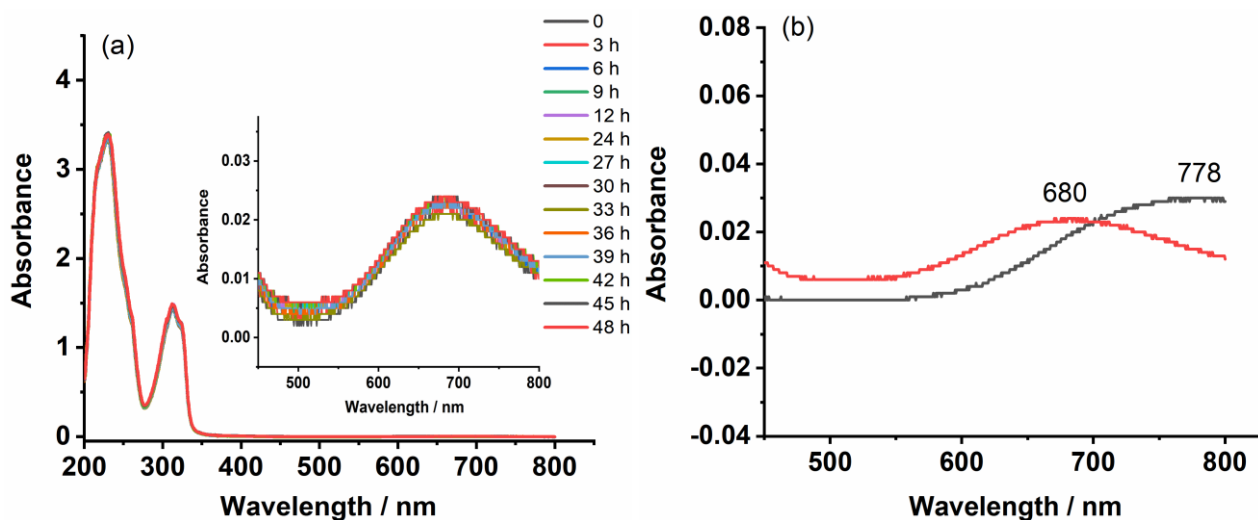 (a)
Absorbance
4
3
2
1
0
200 300 400 500 600 700 800
Wavelength / nm
Absorbance
0.03
0.02
0.01
0.00
500 600 700 800
Wavelength / nm
0
3 h
6 h
9 h
12 h
24 h
27 h
30 h
33 h
36 h
39 h
42 h
45 h
48 h
(b)
Absorbance
0.08
0.06
0.04
0.02
0.00
-0.02
-0.04
680
778
500 600 700 800
Wavelength / nm